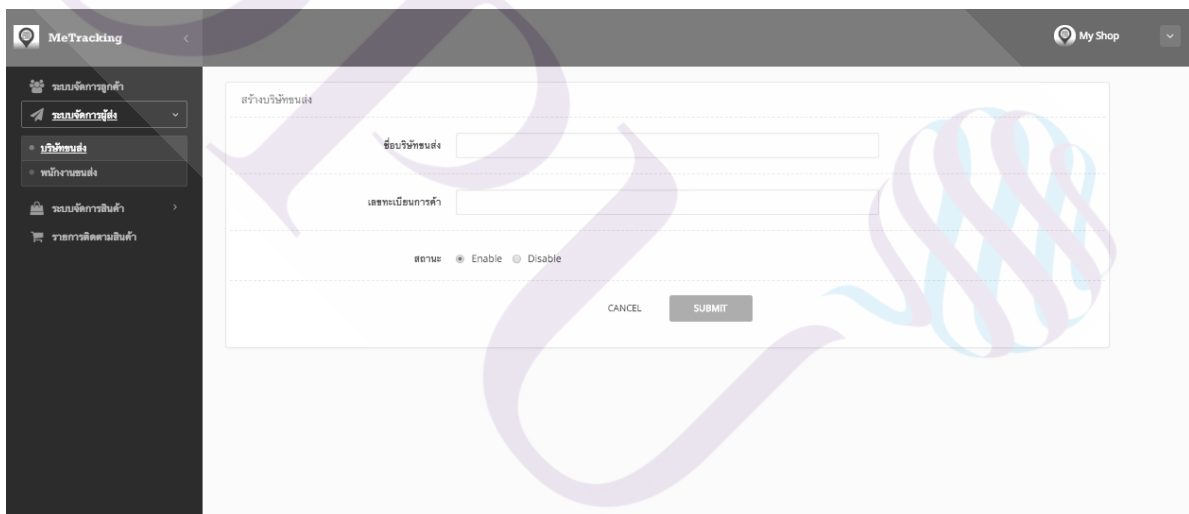 MeTracking
My Shop
ระบบจัดการลูกค้า
ระบบจัดการผู้ส่ง
บริษัทขนส่ง
พนักงานขนส่ง
ระบบจัดการสินค้า
รายการติดตามสินค้า
สร้างบริษัทขนส่ง
ชื่อบริษัทขนส่ง
เลขทะเบียนการค้า
สถานะ Enable Disable
CANCEL SUBMIT